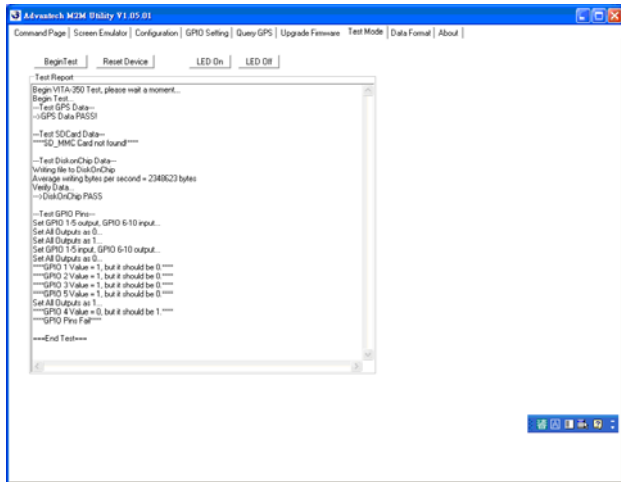 Advantech M2M Utility V1.05.01
Command Page | Screen Emulator | Configuration | GPIO Setting | Query GPS | Upgrade Firmware | Test Mode | Data Format | About
BeginTest Reset Device LED On LED Off
Test Report
Begin VITA-350 Test, please wait a moment...
Begin Test...
---Test GPS Data---
-->GPS Data PASS!
---Test SDCard Data---
****SD_MMC Card not found!****
---Test DiskonChip Data---
Writing file to DiskOnChip
Average writing bytes per second = 2348623 bytes
Verify Data...
--->DiskOnChip PASS
---Test GPIO Pins---
Set GPIO 1-5 output, GPIO 6-10 input...
Set All Outputs as 0...
Set All Outputs as 1...
Set GPIO 1-5 input, GPIO 6-10 output...
Set All Outputs as 0...
****GPIO 1 Value = 1, but it should be 0.****
****GPIO 2 Value = 1, but it should be 0.****
****GPIO 3 Value = 1, but it should be 0.****
****GPIO 5 Value = 1, but it should be 0.****
Set All Outputs as 1...
****GPIO 4 Value = 0, but it should be 1.****
****GPIO Pins Fail****
===End Test===